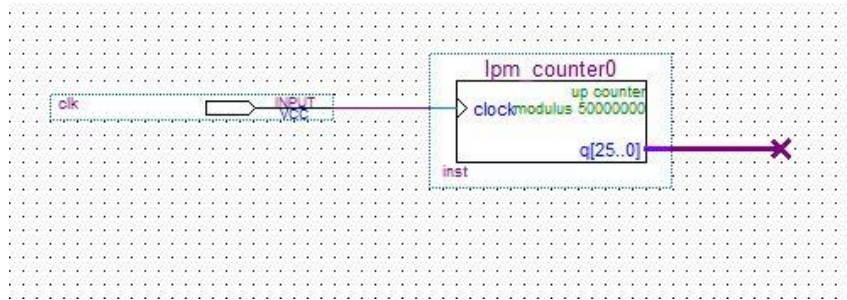 lpm_counter0
up counter
clk
INPUT
VCC
clock
modulus 50000000
q[25..0]
inst